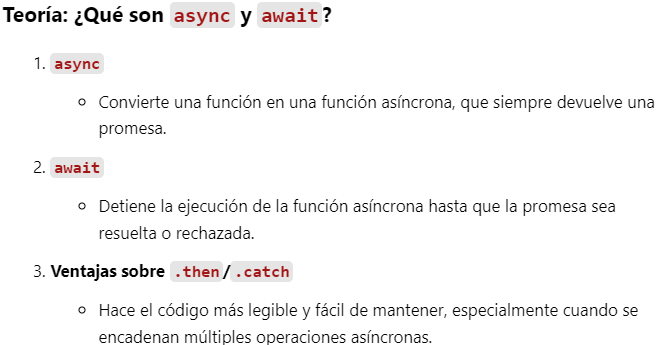 Teoría: ¿Qué son async y await?
1. async
Convierte una función en una función asíncrona, que siempre devuelve una
promesa.
2. await
Detiene la ejecución de la función asíncrona hasta que la promesa sea
resuelta o rechazada.
3. Ventajas sobre .then/.catch
Hace el código más legible y fácil de mantener, especialmente cuando se
encadenan múltiples operaciones asíncronas.